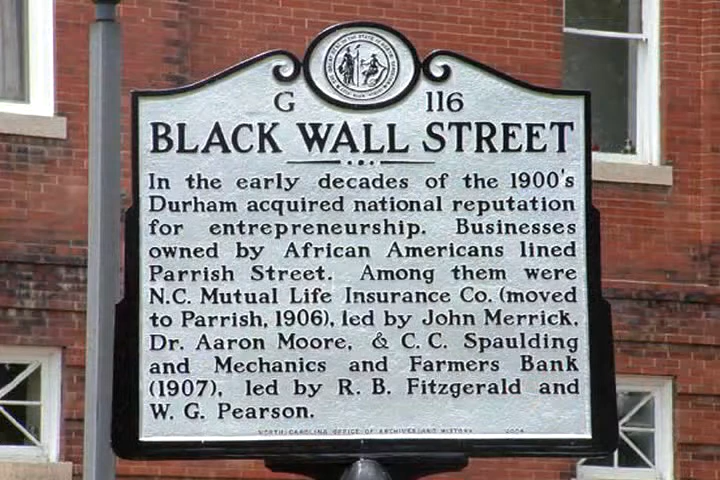 G 116
BLACK WALL STREET
In the early decades of the 1900's
Durham acquired national reputation
for entrepreneurship. Businesses
owned by African Americans lined
Parrish Street. Among them were
N.C. Mutual Life Insurance Co. (moved
to Parrish, 1906), led by John Merrick,
Dr. Aaron Moore, & C. C. Spaulding
and Mechanics and Farmers Bank
(1907), led by R. B. Fitzgerald and
W. G. Pearson.
NORTH CAROLINA OFFICE OF ARCHIVES AND HISTORY 2004